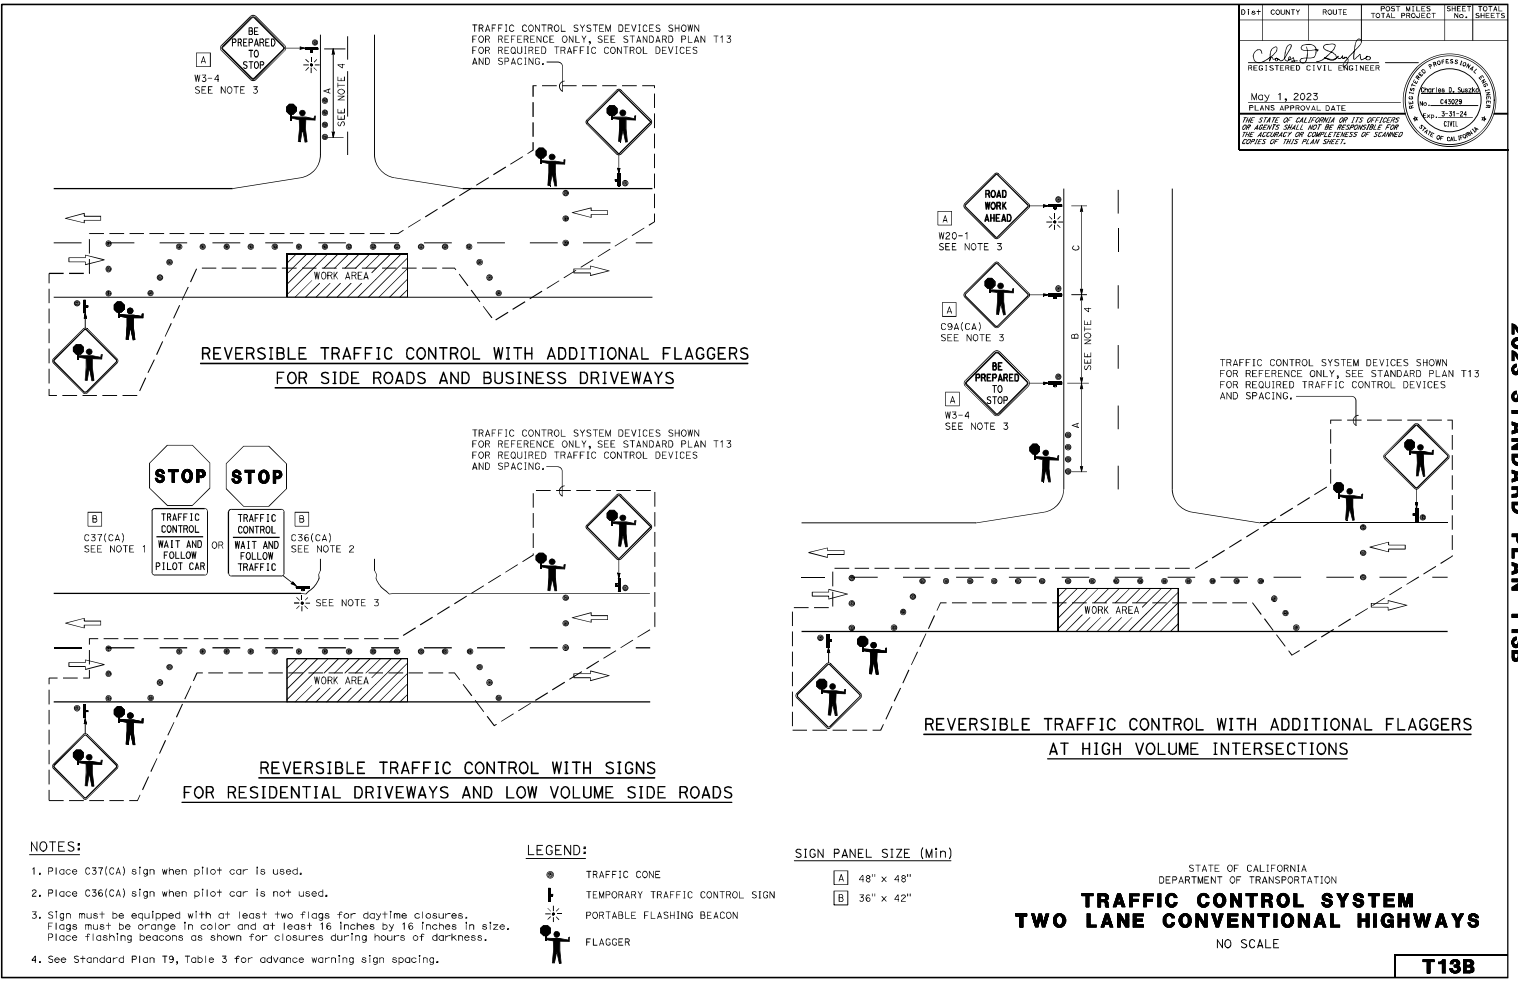 BE
PREPARED
TO
STOP
A
W3-4
SEE NOTE 3
A
SEE NOTE 4
TRAFFIC CONTROL SYSTEM DEVICES SHOWN
FOR REFERENCE ONLY, SEE STANDARD PLAN T13
FOR REQUIRED TRAFFIC CONTROL DEVICES
AND SPACING.
WORK AREA
REVERSIBLE TRAFFIC CONTROL WITH ADDITIONAL FLAGGERS
FOR SIDE ROADS AND BUSINESS DRIVEWAYS
STOP
STOP
B
C37(CA)
SEE NOTE 1
TRAFFIC
CONTROL
WAIT AND
FOLLOW
PILOT CAR
OR
TRAFFIC
CONTROL
WAIT AND
FOLLOW
TRAFFIC
B
C36(CA)
SEE NOTE 2
SEE NOTE 3
TRAFFIC CONTROL SYSTEM DEVICES SHOWN
FOR REFERENCE ONLY, SEE STANDARD PLAN T13
FOR REQUIRED TRAFFIC CONTROL DEVICES
AND SPACING.
WORK AREA
REVERSIBLE TRAFFIC CONTROL WITH SIGNS
FOR RESIDENTIAL DRIVEWAYS AND LOW VOLUME SIDE ROADS
Dist COUNTY ROUTE POST MILES TOTAL PROJECT SHEET No. TOTAL SHEETS
Charles D Suszko
REGISTERED CIVIL ENGINEER
May 1, 2023
PLANS APPROVAL DATE
THE STATE OF CALIFORNIA OR ITS OFFICERS
OR AGENTS SHALL NOT BE RESPONSIBLE FOR
THE ACCURACY OR COMPLETENESS OF SCANNED
COPIES OF THIS PLAN SHEET.
REGISTERED PROFESSIONAL ENGINEER
Charles D. Suszko
No. C43029
Exp. 3-31-24
CIVIL
STATE OF CALIFORNIA
ROAD
WORK
AHEAD
A
W20-1
SEE NOTE 3
C
A
C9A(CA)
SEE NOTE 3
B
SEE NOTE 4
BE
PREPARED
TO
STOP
A
W3-4
SEE NOTE 3
A
TRAFFIC CONTROL SYSTEM DEVICES SHOWN
FOR REFERENCE ONLY, SEE STANDARD PLAN T13
FOR REQUIRED TRAFFIC CONTROL DEVICES
AND SPACING.
WORK AREA
REVERSIBLE TRAFFIC CONTROL WITH ADDITIONAL FLAGGERS
AT HIGH VOLUME INTERSECTIONS
2023 STANDARD PLAN T13B
NOTES:
1. Place C37(CA) sign when pilot car is used.
2. Place C36(CA) sign when pilot car is not used.
3. Sign must be equipped with at least two flags for daytime closures.
Flags must be orange in color and at least 16 inches by 16 inches in size.
Place flashing beacons as shown for closures during hours of darkness.
4. See Standard Plan T9, Table 3 for advance warning sign spacing.
LEGEND:
TRAFFIC CONE
TEMPORARY TRAFFIC CONTROL SIGN
PORTABLE FLASHING BEACON
FLAGGER
SIGN PANEL SIZE (Min)
A 48" x 48"
B 36" x 42"
STATE OF CALIFORNIA
DEPARTMENT OF TRANSPORTATION
TRAFFIC CONTROL SYSTEM
TWO LANE CONVENTIONAL HIGHWAYS
NO SCALE
T13B